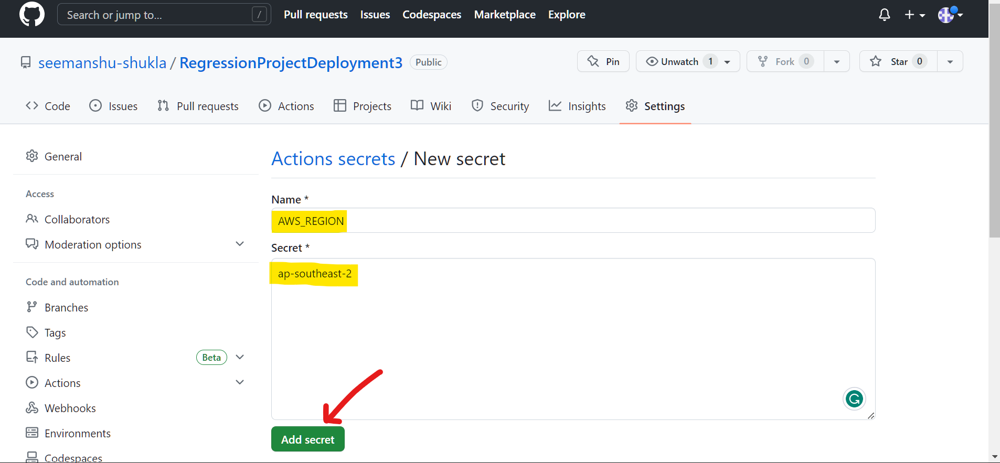 Search or jump to... / Pull requests Issues Codespaces Marketplace Explore
seemanshu-shukla / RegressionProjectDeployment3 Public Pin Unwatch 1 Fork 0 Star 0
Code Issues Pull requests Actions Projects Wiki Security Insights Settings
General
Access
Collaborators
Moderation options
Code and automation
Branches
Tags
Rules Beta
Actions
Webhooks
Environments
Codespaces
Actions secrets / New secret
Name *
AWS_REGION
Secret *
ap-southeast-2
Add secret